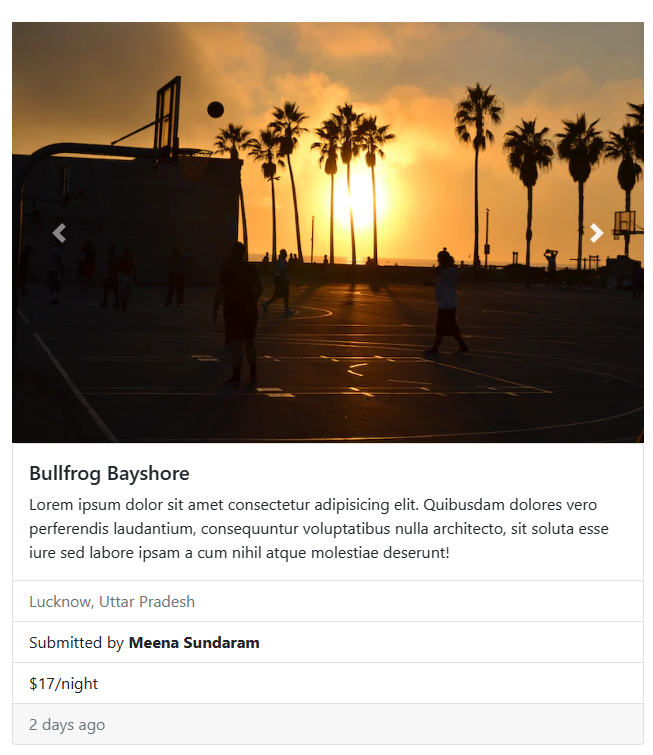 Bullfrog Bayshore
Lorem ipsum dolor sit amet consectetur adipisicing elit. Quibusdam dolores vero
perferendis laudantium, consequuntur voluptatibus nulla architecto, sit soluta esse
iure sed labore ipsam a cum nihil atque molestiae deserunt!
Lucknow, Uttar Pradesh
Submitted by Meena Sundaram
$17/night
2 days ago